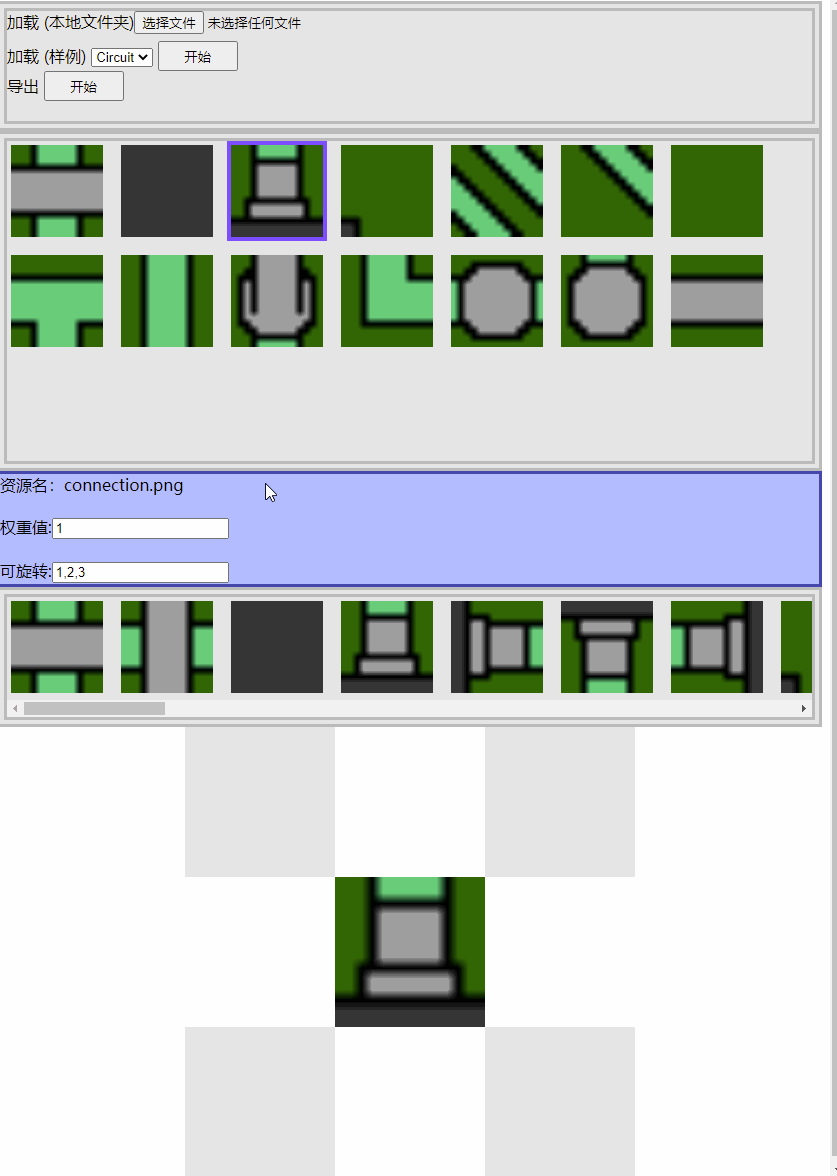 加载 (本地文件夹) 选择文件 未选择任何文件
加载 (样例) Circuit 开始
导出 开始
资源名：connection.png
权重值: 1
可旋转: 1,2,3